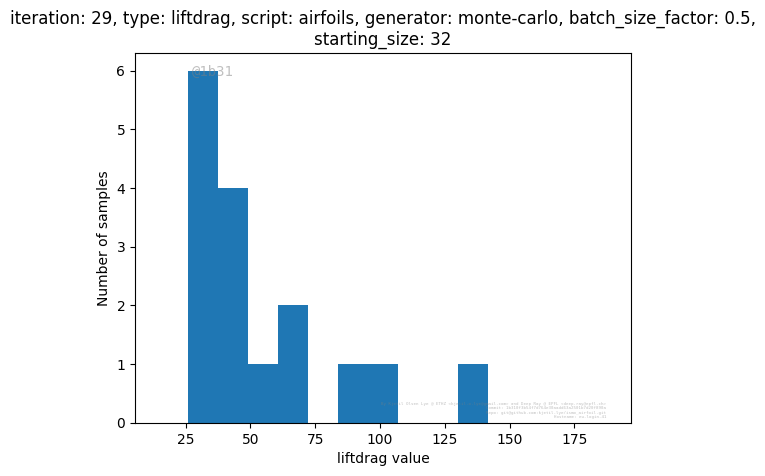 iteration: 29, type: liftdrag, script: airfoils, generator: monte-carlo, batch_size_factor: 0.5,
starting_size: 32
@1b31
6
5
4
3
2
1
0
Number of samples
25 50 75 100 125 150 175
liftdrag value